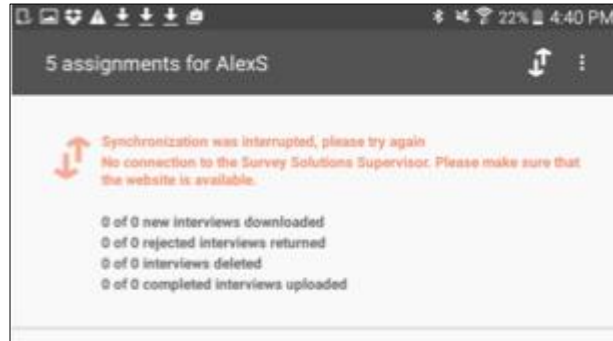 22% 4:40 PM
5 assignments for AlexS
Synchronization was interrupted, please try again
No connection to the Survey Solutions Supervisor. Please make sure that
the website is available.
0 of 0 new interviews downloaded
0 of 0 rejected interviews returned
0 of 0 interviews deleted
0 of 0 completed interviews uploaded